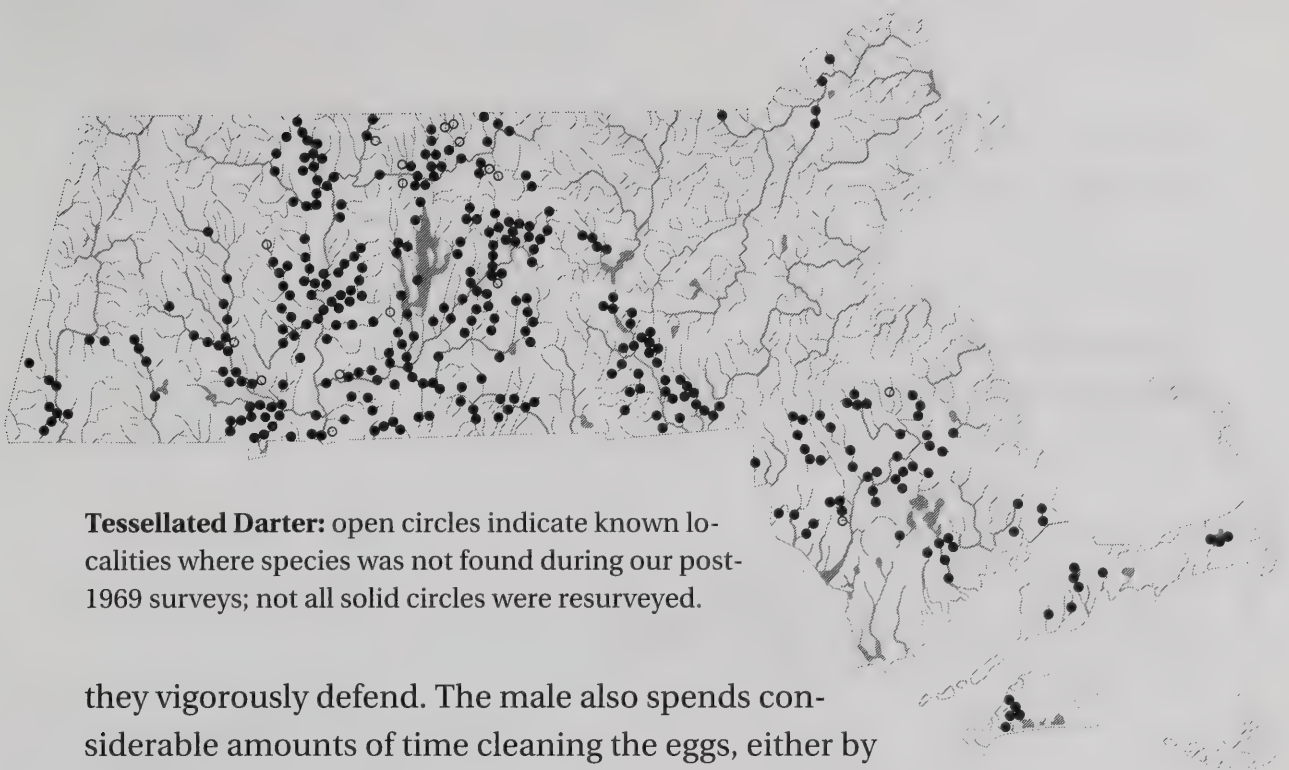 Tessellated Darter: open circles indicate known lo-
calities where species was not found during our post-
1969 surveys; not all solid circles were resurveyed.
they vigorously defend. The male also spends con-
siderable amounts of time cleaning the eggs, either by